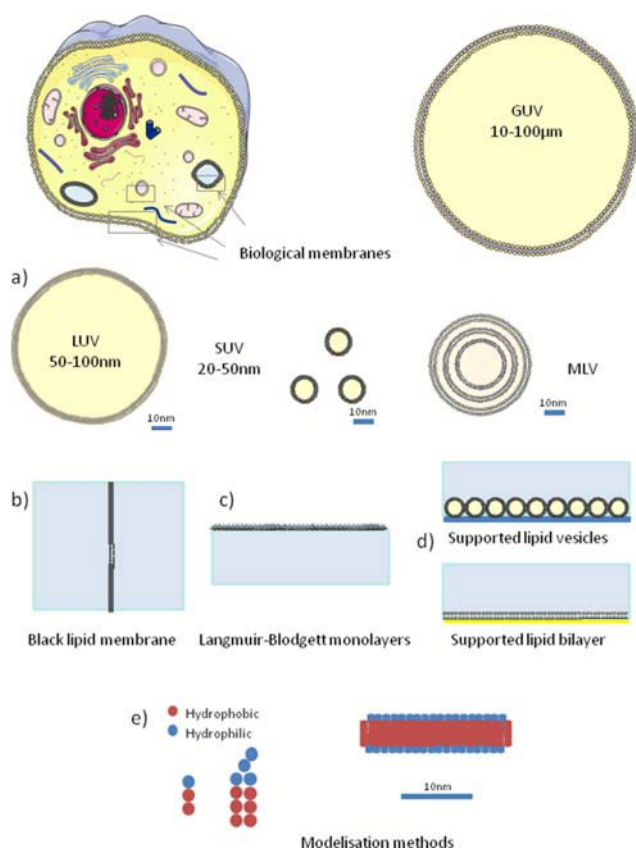 GUV
10-100µm
Biological membranes
a)
LUV
50-100nm
10nm
SUV
20-50nm
10nm
MLV
10nm
b)
Black lipid membrane
c)
Langmuir-Blodgett monolayers
d)
Supported lipid vesicles
Supported lipid bilayer
e)
Hydrophobic
Hydrophilic
10nm
Modelisation methods